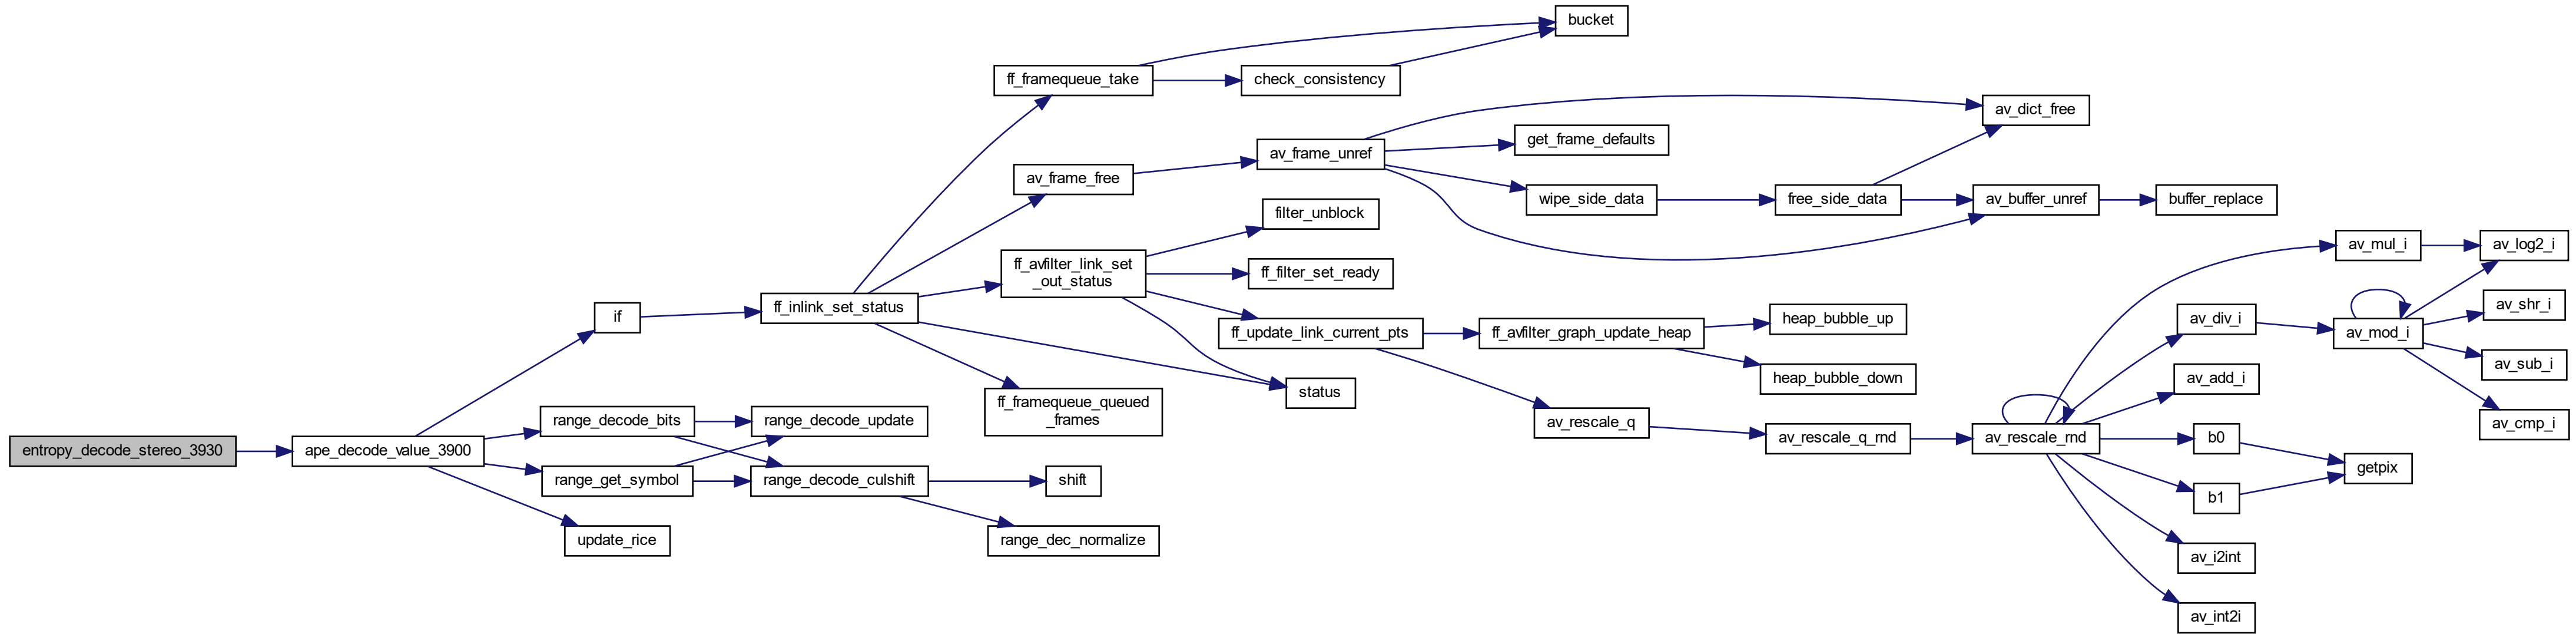 entropy_decode_stereo_3930
ape_decode_value_3900
if
range_decode_bits
range_get_symbol
update_rice
ff_inlink_set_status
range_decode_update
range_decode_culshift
ff_framequeue_take
av_frame_free
ff_avfilter_link_set
_out_status
ff_framequeue_queued
_frames
shift
range_dec_normalize
bucket
check_consistency
av_frame_unref
filter_unblock
ff_filter_set_ready
ff_update_link_current_pts
status
get_frame_defaults
wipe_side_data
ff_avfilter_graph_update_heap
av_rescale_q
free_side_data
heap_bubble_up
heap_bubble_down
av_rescale_q_rnd
av_dict_free
av_buffer_unref
av_rescale_rnd
buffer_replace
av_mul_i
av_div_i
av_add_i
b0
b1
av_i2int
av_int2i
av_mod_i
getpix
av_log2_i
av_shr_i
av_sub_i
av_cmp_i